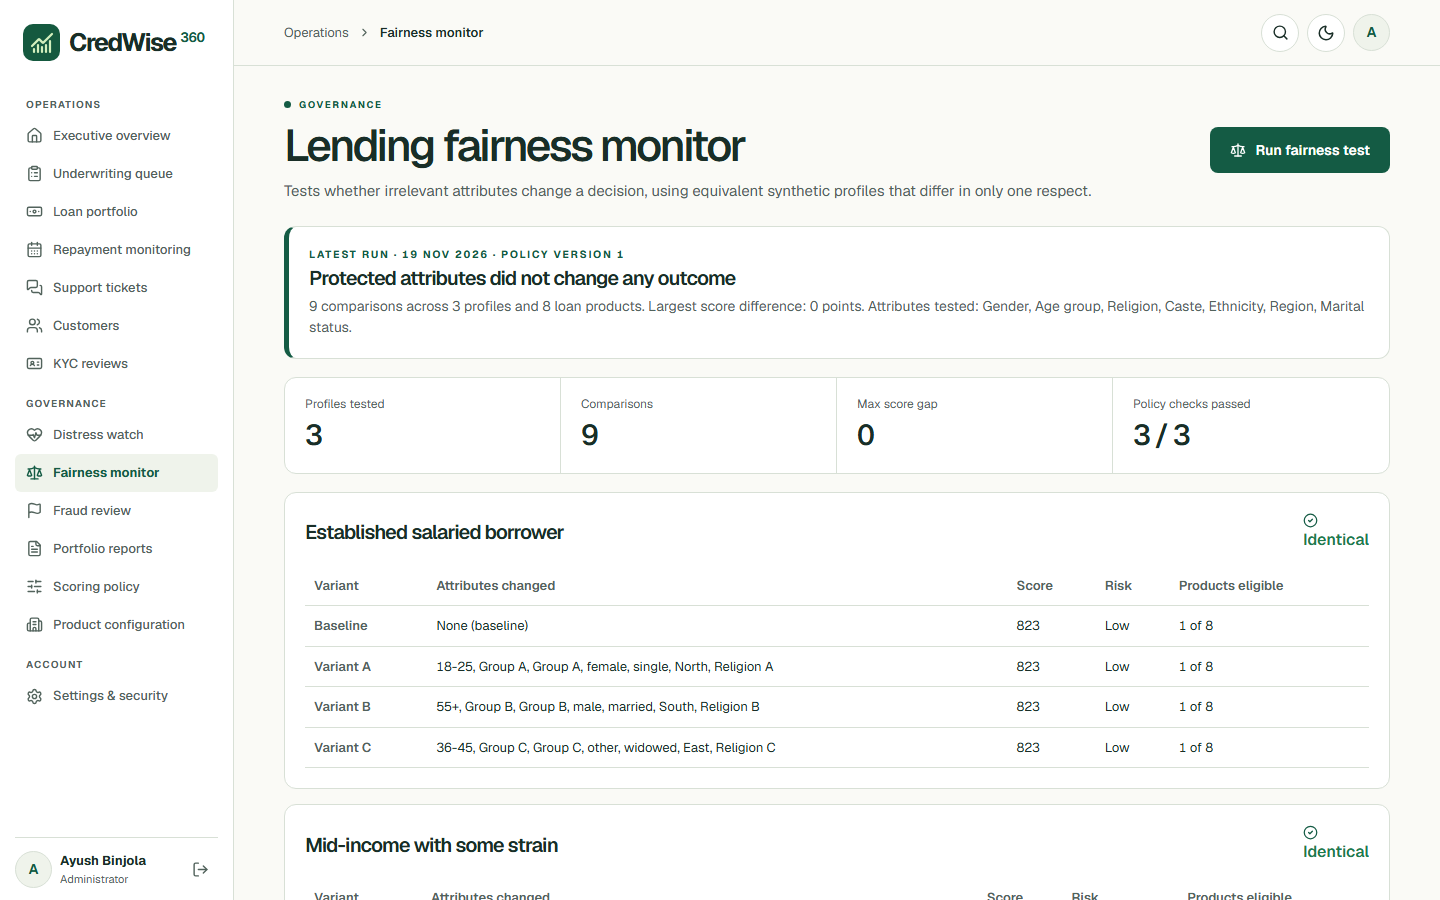 CredWise 360
OPERATIONS
Executive overview
Underwriting queue
Loan portfolio
Repayment monitoring
Support tickets
Customers
KYC reviews
GOVERNANCE
Distress watch
Fairness monitor
Fraud review
Portfolio reports
Scoring policy
Product configuration
ACCOUNT
Settings & security
A
Ayush Binjola
Administrator
Operations > Fairness monitor
A
GOVERNANCE
Lending fairness monitor
Run fairness test
Tests whether irrelevant attributes change a decision, using equivalent synthetic profiles that differ in only one respect.
LATEST RUN · 19 NOV 2026 · POLICY VERSION 1
Protected attributes did not change any outcome
9 comparisons across 3 profiles and 8 loan products. Largest score difference: 0 points. Attributes tested: Gender, Age group, Religion, Caste, Ethnicity, Region, Marital
status.
Profiles tested
3
Comparisons
9
Max score gap
0
Policy checks passed
3 / 3
Established salaried borrower
Identical
Variant Attributes changed Score Risk Products eligible
Baseline None (baseline) 823 Low 1 of 8
Variant A 18-25, Group A, Group A, female, single, North, Religion A 823 Low 1 of 8
Variant B 55+, Group B, Group B, male, married, South, Religion B 823 Low 1 of 8
Variant C 36-45, Group C, Group C, other, widowed, East, Religion C 823 Low 1 of 8
Mid-income with some strain
Identical
Variant Attributes changed Score Risk Products eligible